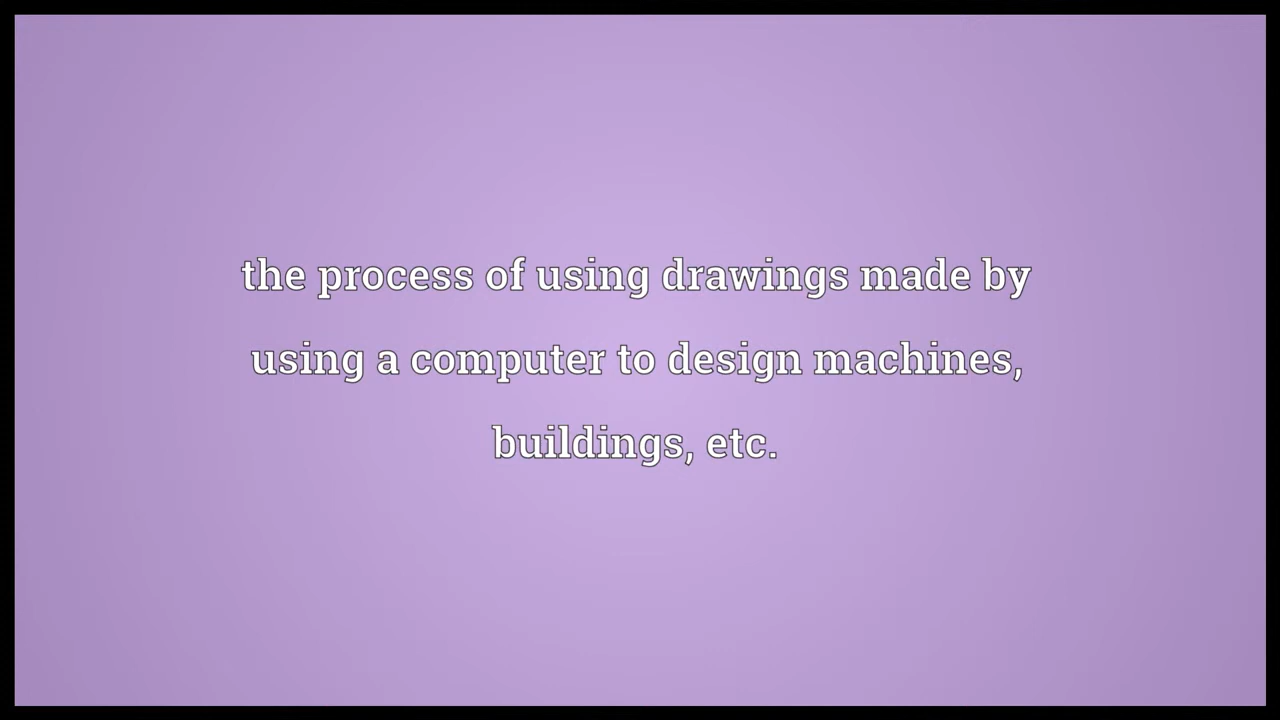 the process of using drawings made by
using a computer to design machines,
buildings, etc.